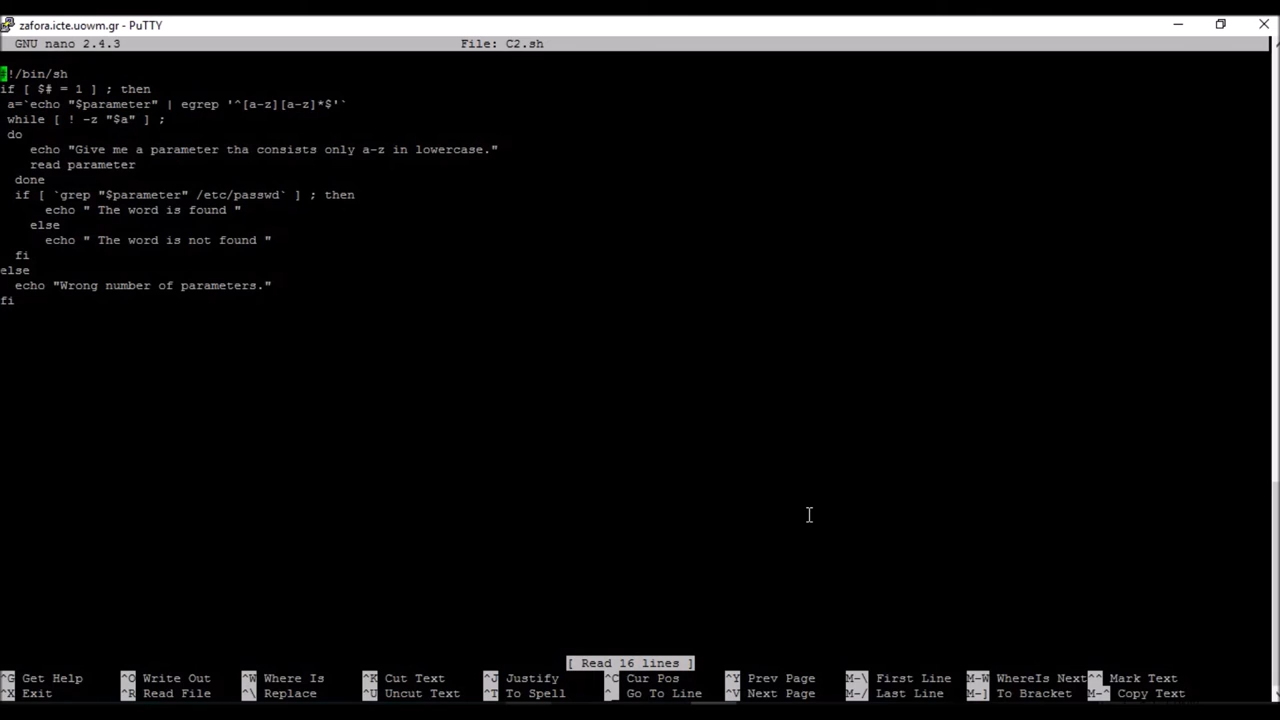 zafora.icte.uowm.gr - PuTTY
GNU nano 2.4.3 File: C2.sh
#!/bin/sh
if [ $# = 1 ] ; then
 a=`echo "$parameter" | egrep '^[a-z][a-z]*$'`
 while [ ! -z "$a" ] ;
 do
    echo "Give me a parameter tha consists only a-z in lowercase."
    read parameter
  done
  if [ `grep "$parameter" /etc/passwd` ] ; then
      echo " The word is found "
    else
      echo " The word is not found "
  fi
else
  echo "Wrong number of parameters."
fi
[ Read 16 lines ]
^G Get Help ^O Write Out ^W Where Is ^K Cut Text ^J Justify ^C Cur Pos ^Y Prev Page M-\ First Line M-W WhereIs Next ^^ Mark Text
^X Exit ^R Read File ^\ Replace ^U Uncut Text ^T To Spell ^_ Go To Line ^V Next Page M-/ Last Line M-] To Bracket M-^ Copy Text